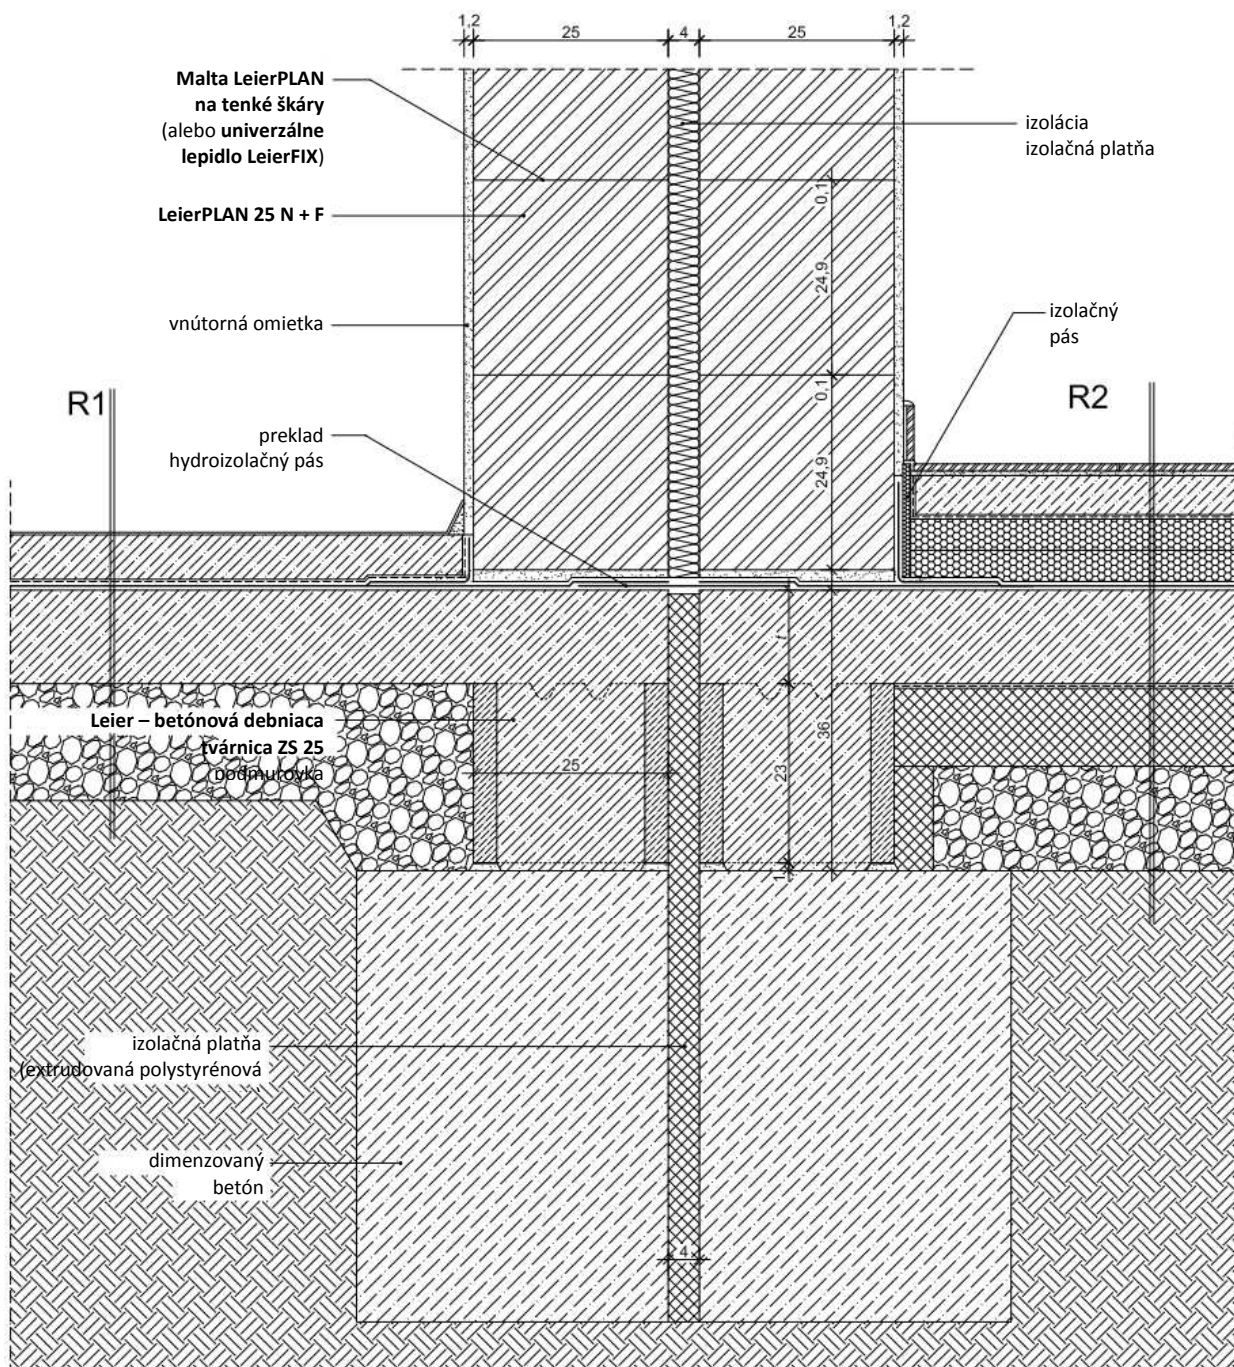 1,2
25
4
25
1,2
Malta LeierPLAN
na tenké škáry
(alebo univerzálne
lepidlo LeierFIX)
izolácia
izolačná platňa
0,1
LeierPLAN 25 N + F
24,9
vnútorná omietka
izolačný
pás
0,1
R1
R2
preklad
hydroizolačný pás
24,9
Leier – betónová debniaca
tvárnica ZS 25
podmurovka
25
23
36
1
izolačná platňa
(extrudovaná polystyrénová
dimenzovaný
betón
4